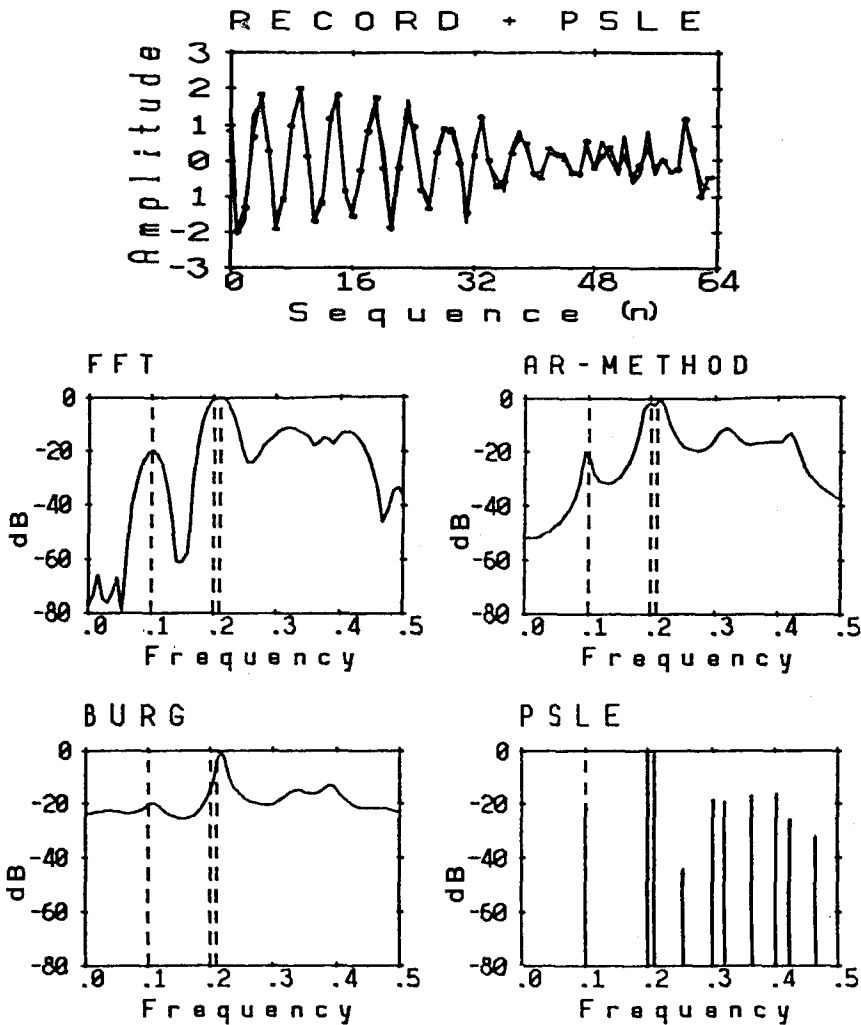 RECORD + PSLE
Amplitude
3
2
1
0
1
-2
-3
0 16 32 48 64
Sequence (n)
FFT
dB
0
-20
-40
-60
-80
.0 .1 .2 .3 .4 .5
Frequency
AR-METHOD
dB
0
-20
-40
-60
-80
.0 .1 .2 .3 .4 .5
Frequency
BURG
dB
0
-20
-40
-60
-80
.0 .1 .2 .3 .4 .5
Frequency
PSLE
dB
0
-20
-40
-60
-80
.0 .1 .2 .3 .4 .5
Frequency